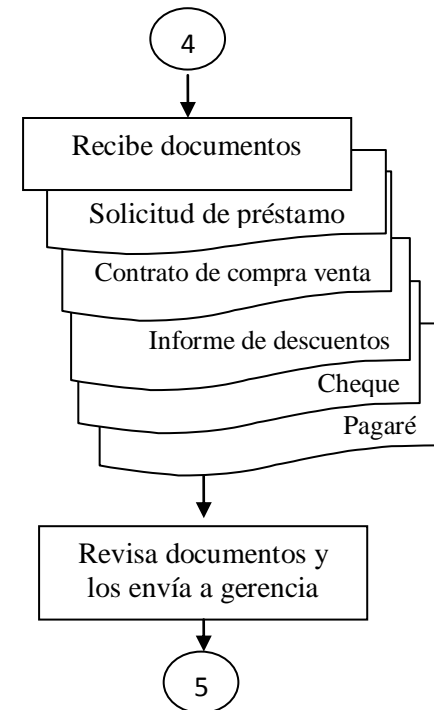 4
Recibe documentos
Solicitud de préstamo
Contrato de compra venta
Informe de descuentos
Cheque
Pagaré
Revisa documentos y
los envía a gerencia
5